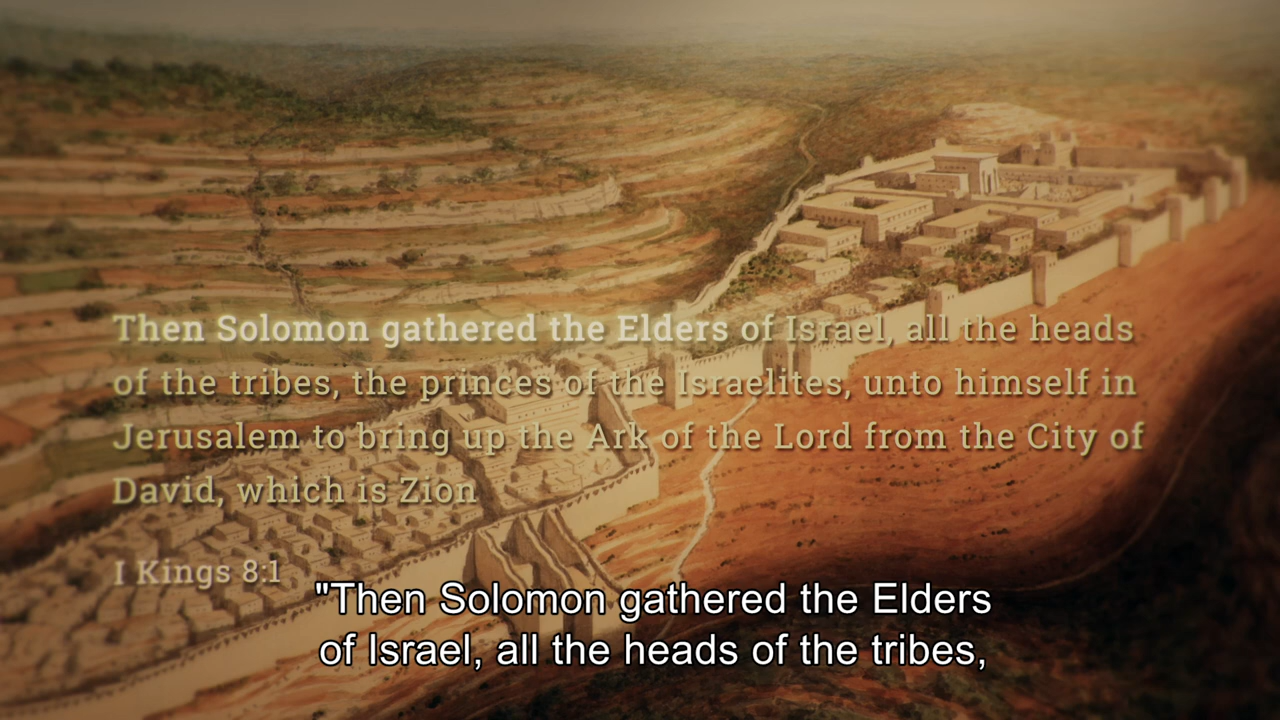 Then Solomon gathered the Elders of Israel, all the heads
of the tribes, the princes of the Israelites, unto himself in
Jerusalem to bring up the Ark of the Lord from the City of
David, which is Zion
I Kings 8:1
"Then Solomon gathered the Elders
of Israel, all the heads of the tribes,